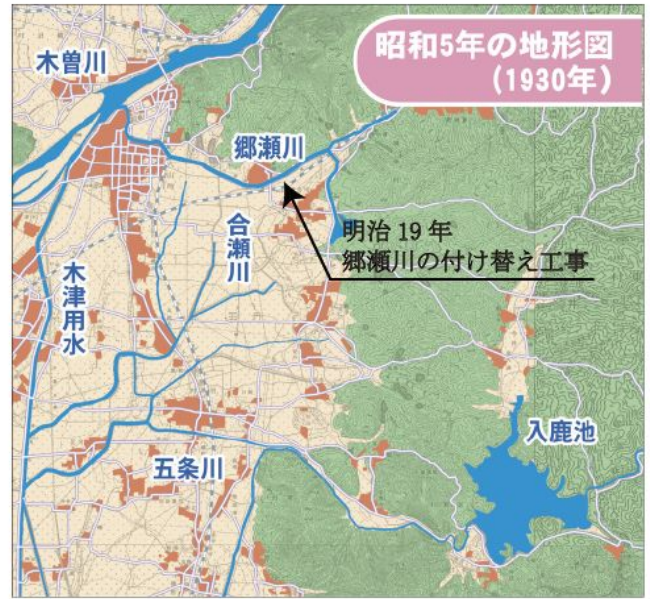 昭和5年の地形図
(1930年)
木曽川
郷瀬川
合瀬川
明治 19 年
郷瀬川の付け替え工事
木津用水
入鹿池
五条川